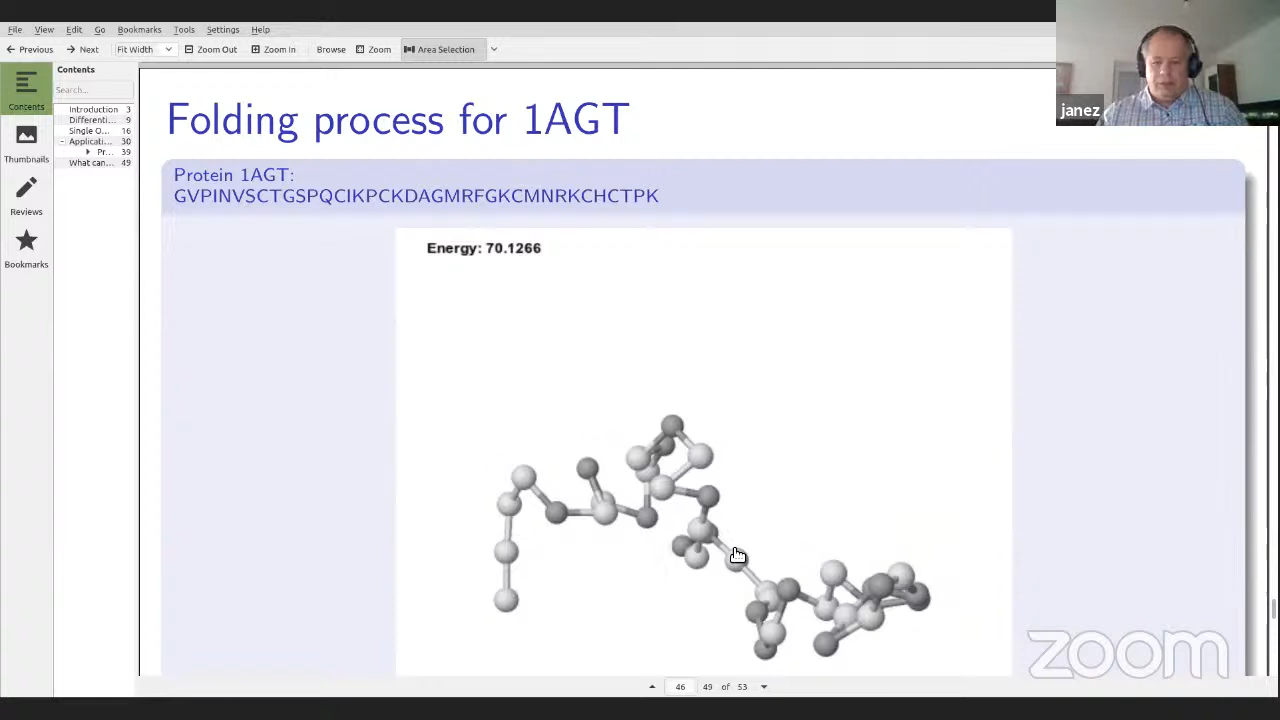 File View Edit Go Bookmarks Tools Settings Help
Previous Next Fit Width Zoom Out Zoom In Browse Zoom Area Selection
Contents
Contents
Search...
Introduction 3
Differenti... 9
Single O... 16
Applicati... 30
Pr... 39
What can... 49
Thumbnails
Reviews
Bookmarks
janez
Folding process for 1AGT
Protein 1AGT:
GVPINVSCTGSPQCIKPCKDAGMRFGKCMNRKCHCTPK
Energy: 70.1266
zoom
46 49 of 53